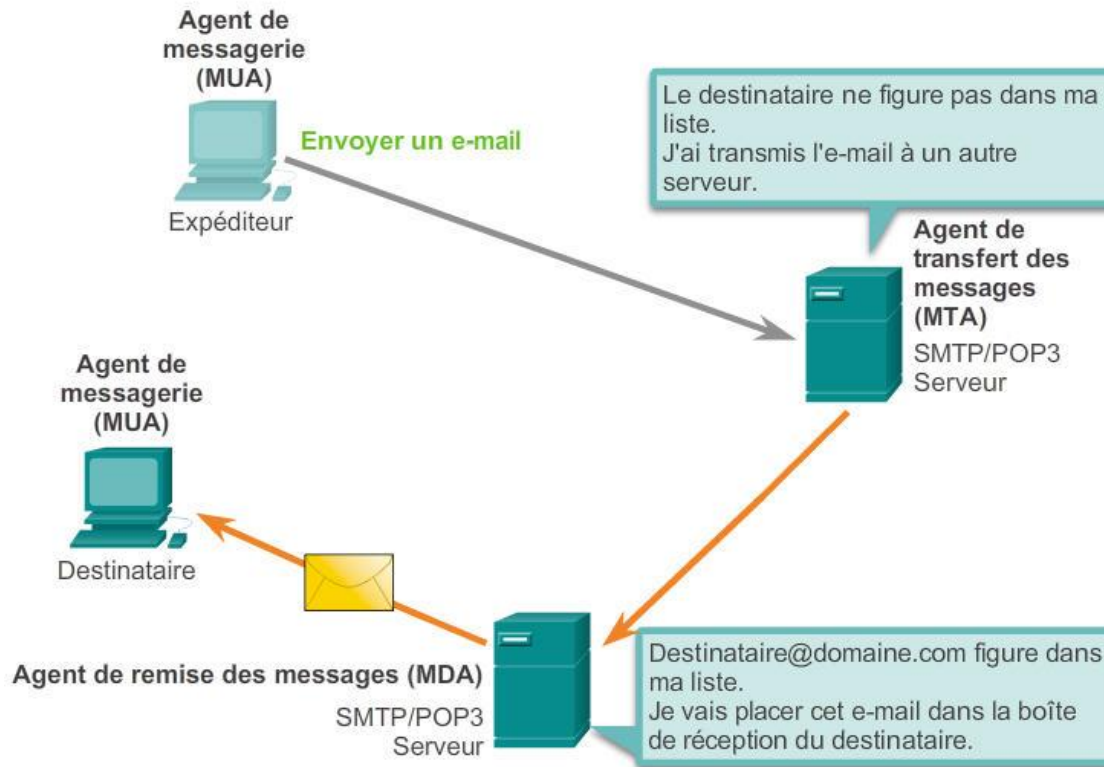 Agent de
messagerie
(MUA)
Envoyer un e-mail
Expéditeur
Le destinataire ne figure pas dans ma
liste.
J'ai transmis l'e-mail à un autre
serveur.
Agent de
transfert des
messages
(MTA)
SMTP/POP3
Serveur
Agent de
messagerie
(MUA)
Destinataire
Agent de remise des messages (MDA)
SMTP/POP3
Serveur
Destinataire@domaine.com figure dans
ma liste.
Je vais placer cet e-mail dans la boîte
de réception du destinataire.